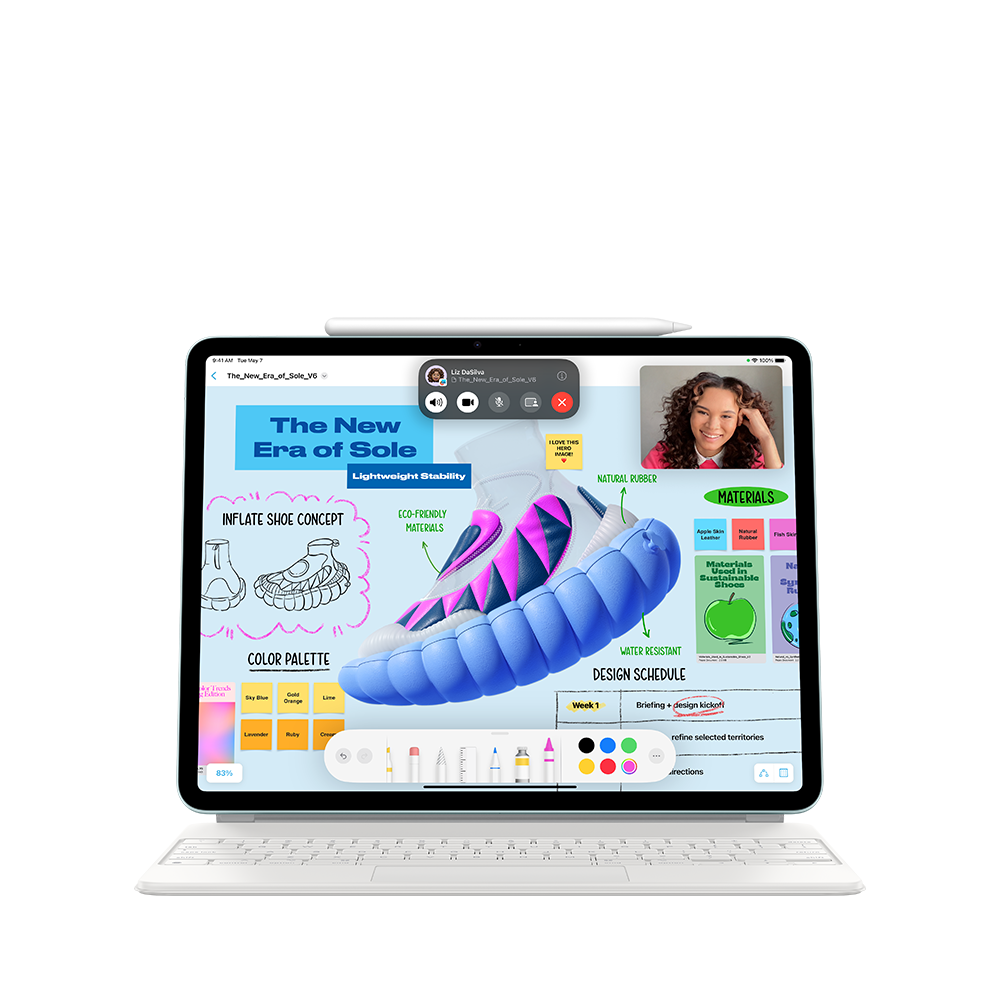 9:41 AM Tue May 7
100%
The_New_Era_of_Sole_V6
Liz DaSilva
The_New_Era_of_Sole_V6
The New
Era of Sole
Lightweight Stability
I LOVE THIS
HERO
IMAGE!
NATURAL RUBBER
MATERIALS
INFLATE SHOE CONCEPT
ECO-FRIENDLY
MATERIALS
Apple Skin
Leather
Natural
Rubber
Fish Skin
Materials
Used in
Sustainable
Shoes
WATER RESISTANT
COLOR PALETTE
DESIGN SCHEDULE
Sky Blue
Gold
Orange
Lime
Lavender
Ruby
Week 1
Briefing + design kickoff
refine selected territories
83%